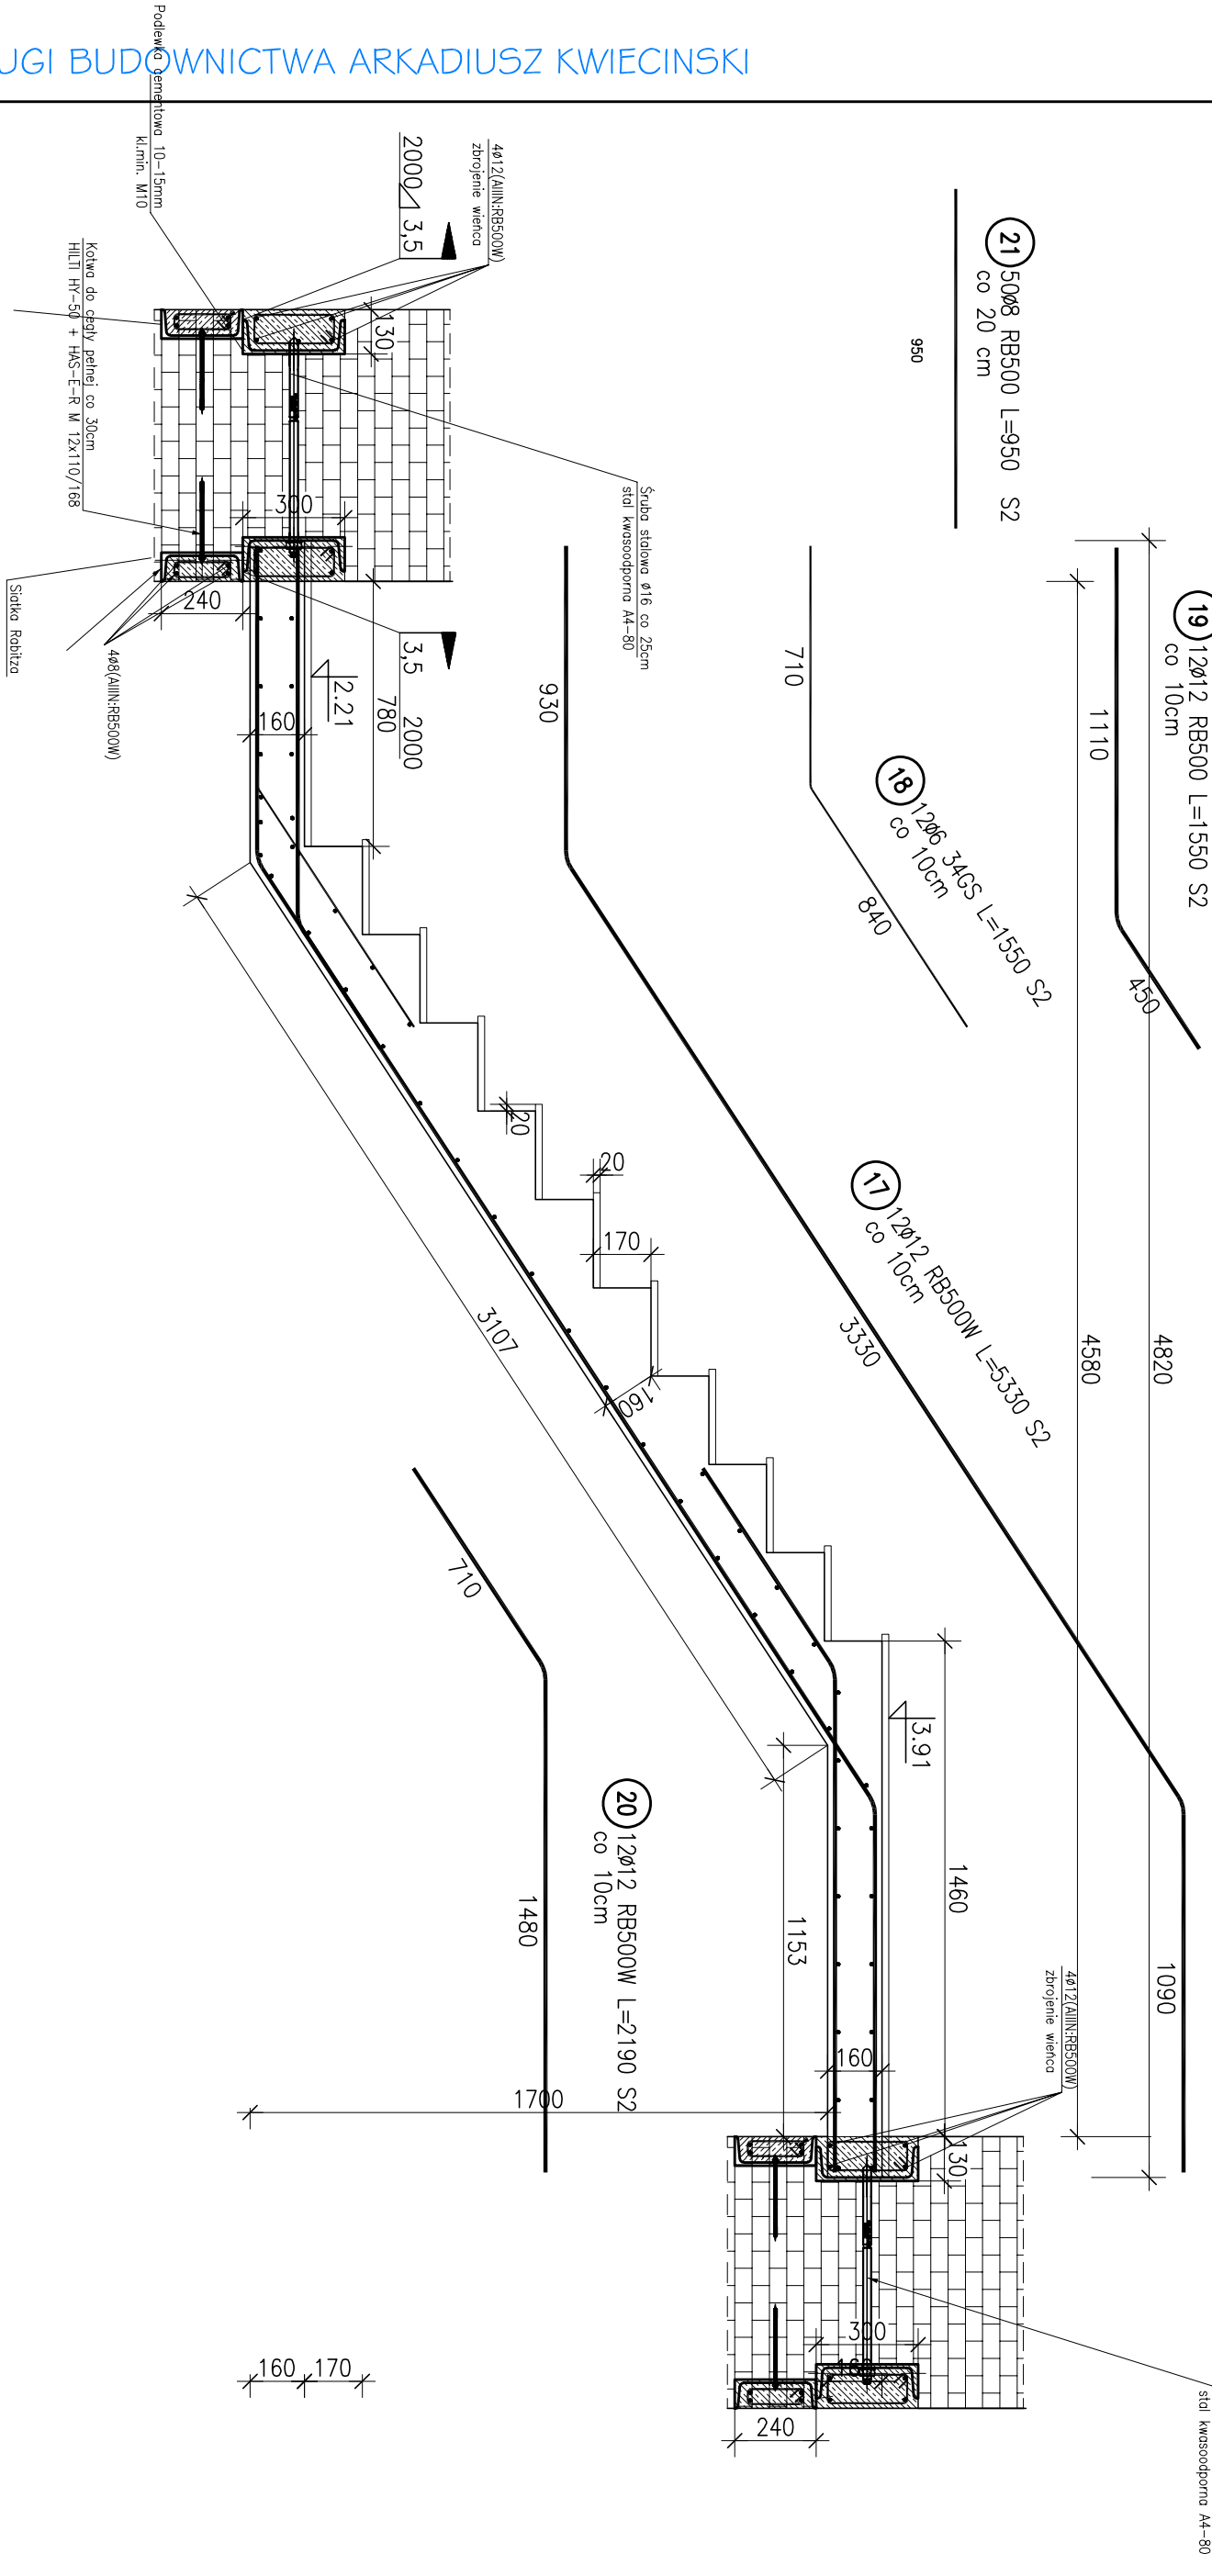 UGI BUDOWNICTWA ARKADIUSZ KWIECINSKI
19
12ø12 RB500 L=1550 S2
co 10cm
1110
450
4820
4580
1090
21
50ø8 RB500 L=950 S2
co 20 cm
950
18
12ø6 34GS L=1550 S2
co 10cm
710
840
17
12ø12 RB500W L=5330 S2
co 10cm
930
3330
4ø12(AIIIN:RB500W)
zbrojenie wieńca
2000 3,5
Podlewka cementowa 10-15mm
kl.min. M10
Kotwa do cegły pełnej co 30cm
HILTI HY-50 + HAS-E-R M 12x110/168
Siatka Rabitza
4ø8(AIIIN:RB500W)
Śruba stalowa ø16 co 25cm
stal kwasoodporna A4-80
130
300
240
3,5 2000
780
2.21
160
20
20
170
160
3107
3.91
1460
1153
160
1700
20
12ø12 RB500W L=2190 S2
co 10cm
710
1480
4ø12(AIIIN:RB500W)
zbrojenie wieńca
130
300
160
240
160
170
stal kwasoodporna A4-80